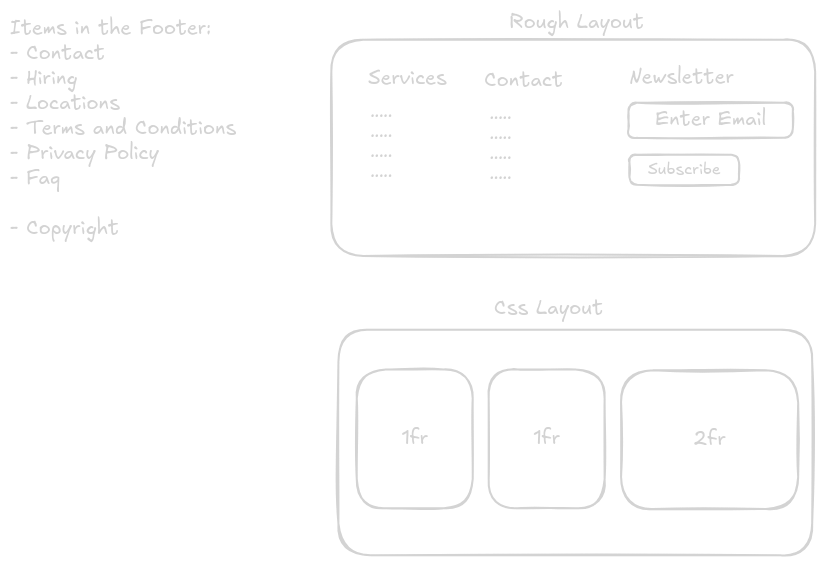 Items in the Footer:
- Contact
- Hiring
- Locations
- Terms and Conditions
- Privacy Policy
- Faq
- Copyright
Rough Layout
Services
.....
.....
.....
.....
Contact
.....
.....
.....
.....
Newsletter
Enter Email
Subscribe
Css Layout
1fr
1fr
2fr